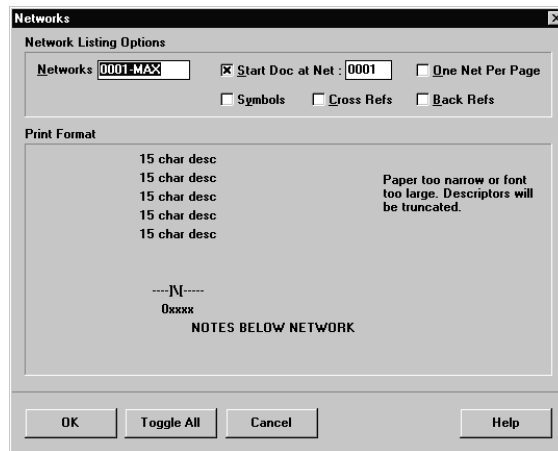 Networks
Network Listing Options
Networks 0001-MAX Start Doc at Net : 0001 One Net Per Page
Symbols Cross Refs Back Refs
Print Format
15 char desc
15 char desc
15 char desc
15 char desc
15 char desc
Paper too narrow or font
too large. Descriptors will
be truncated.
----]\[-----
0xxxx
NOTES BELOW NETWORK
OK Toggle All Cancel Help